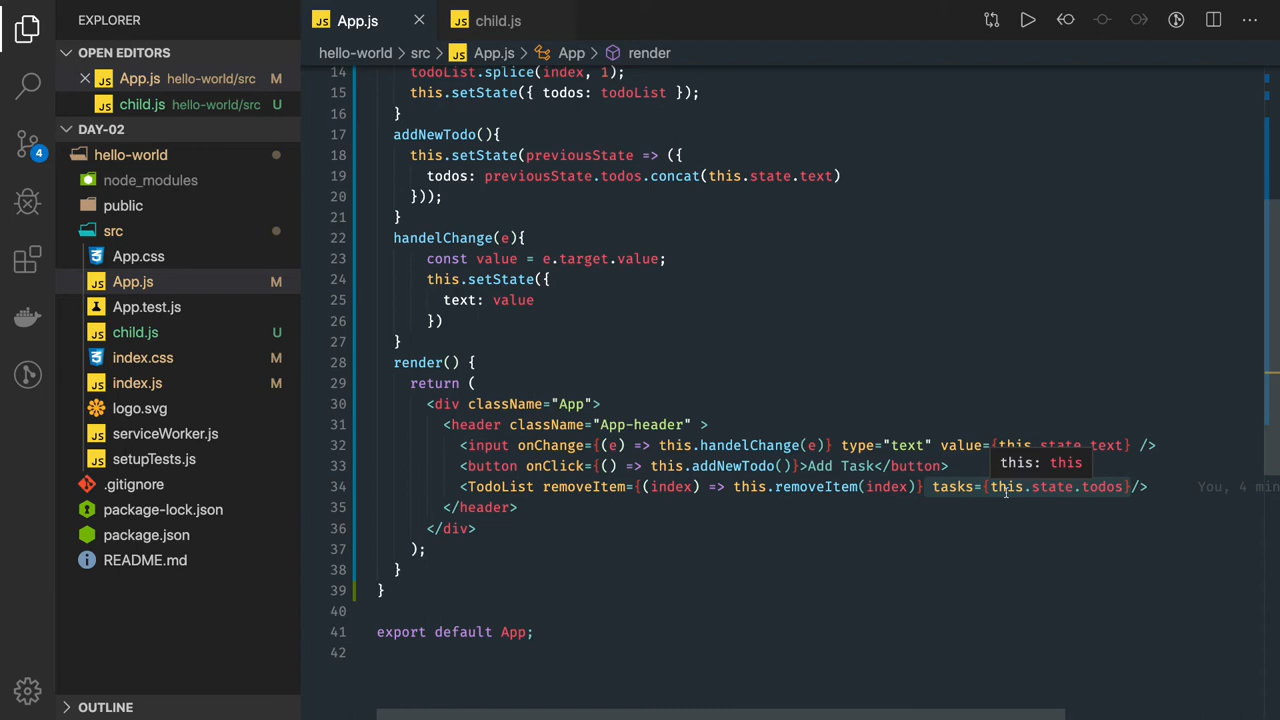 EXPLORER
OPEN EDITORS
App.js hello-world/src M
child.js hello-world/src U
DAY-02
hello-world
node_modules
public
src
App.css
App.js M
App.test.js
child.js U
index.css M
index.js M
logo.svg
serviceWorker.js
setupTests.js
.gitignore
package-lock.json
package.json
README.md
OUTLINE
4
JS App.js
JS child.js
hello-world › src › JS App.js › App › render
14 todoList.splice(index, 1);
15 this.setState({ todos: todoList });
16 }
17 addNewTodo(){
18 this.setState(previousState => ({
19 todos: previousState.todos.concat(this.state.text)
20 }));
21 }
22 handelChange(e){
23 const value = e.target.value;
24 this.setState({
25 text: value
26 })
27 }
28 render() {
29 return (
30 <div className="App">
31 <header className="App-header" >
32 <input onChange={(e) => this.handelChange(e)} type="text" value={this.state.text} />
33 <button onClick={() => this.addNewTodo()}>Add Task</button>
this: this
34 <TodoList removeItem={(index) => this.removeItem(index)} tasks={this.state.todos}/> You, 4 min
35 </header>
36 </div>
37 );
38 }
39 }
40
41 export default App;
42